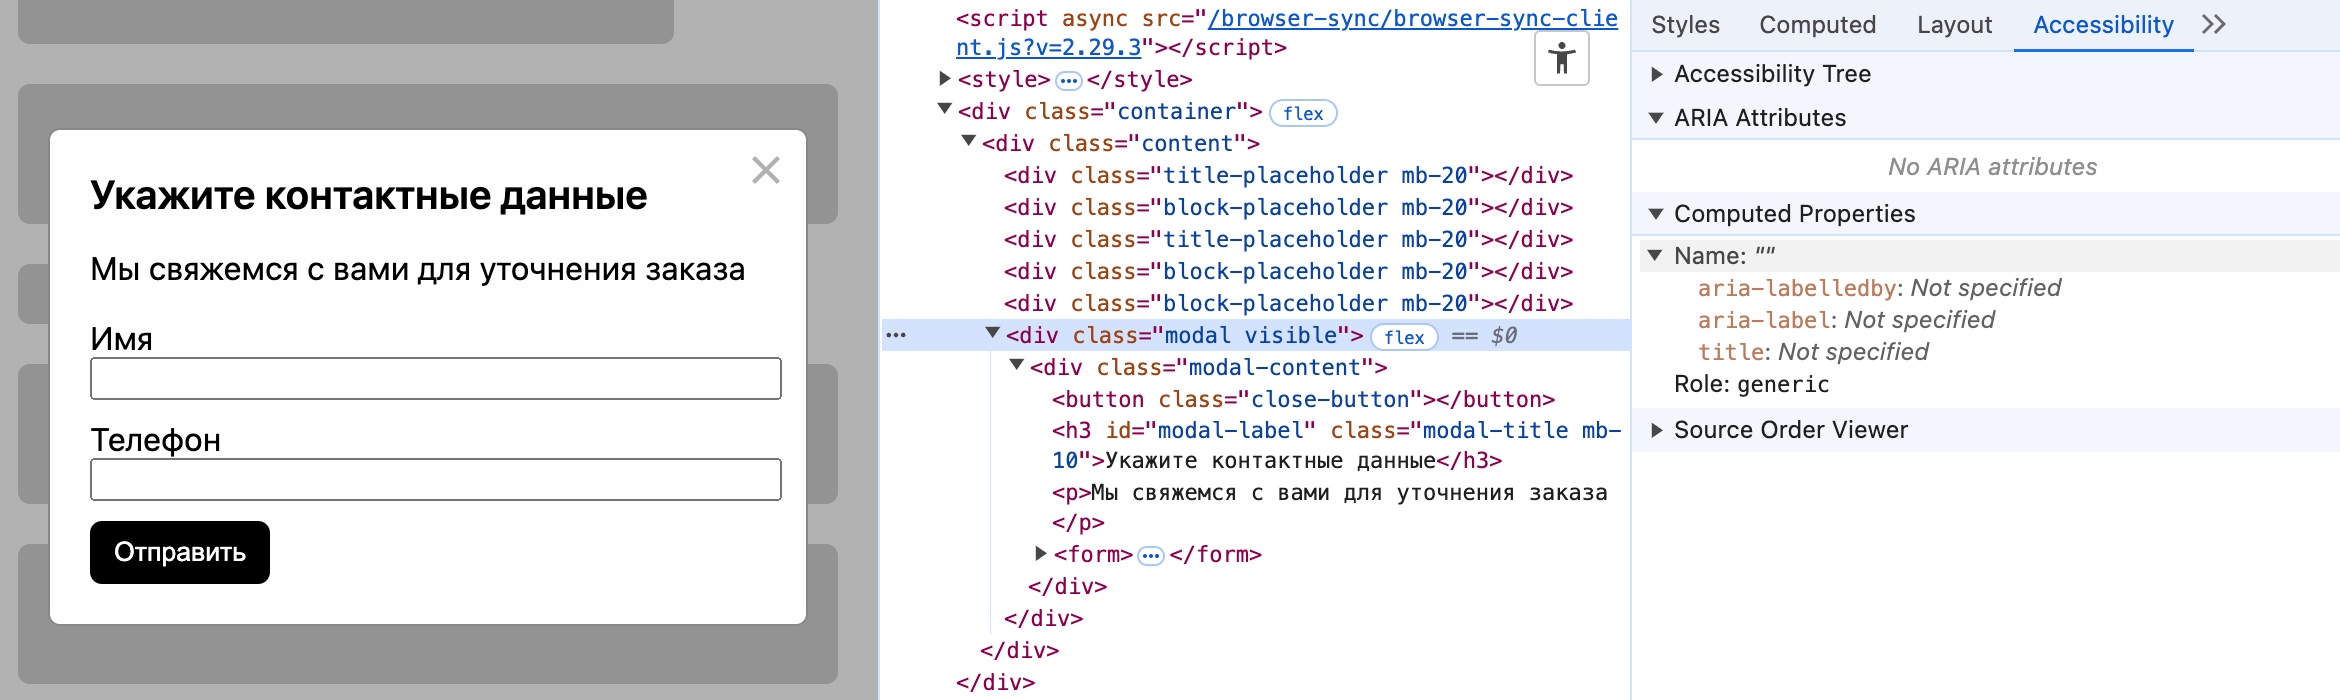 Укажите контактные данные
Мы свяжемся с вами для уточнения заказа
Имя
Телефон
Отправить
<script async src="/browser-sync/browser-sync-clie
nt.js?v=2.29.3"></script>
<style>…</style>
<div class="container"> flex
<div class="content">
<div class="title-placeholder mb-20"></div>
<div class="block-placeholder mb-20"></div>
<div class="title-placeholder mb-20"></div>
<div class="block-placeholder mb-20"></div>
<div class="block-placeholder mb-20"></div>
… <div class="modal visible"> flex == $0
<div class="modal-content">
<button class="close-button"></button>
<h3 id="modal-label" class="modal-title mb-
10">Укажите контактные данные</h3>
<p>Мы свяжемся с вами для уточнения заказа
</p>
<form>…</form>
</div>
</div>
</div>
</div>
Styles Computed Layout Accessibility
Accessibility Tree
ARIA Attributes
No ARIA attributes
Computed Properties
Name: ""
aria-labelledby: Not specified
aria-label: Not specified
title: Not specified
Role: generic
Source Order Viewer